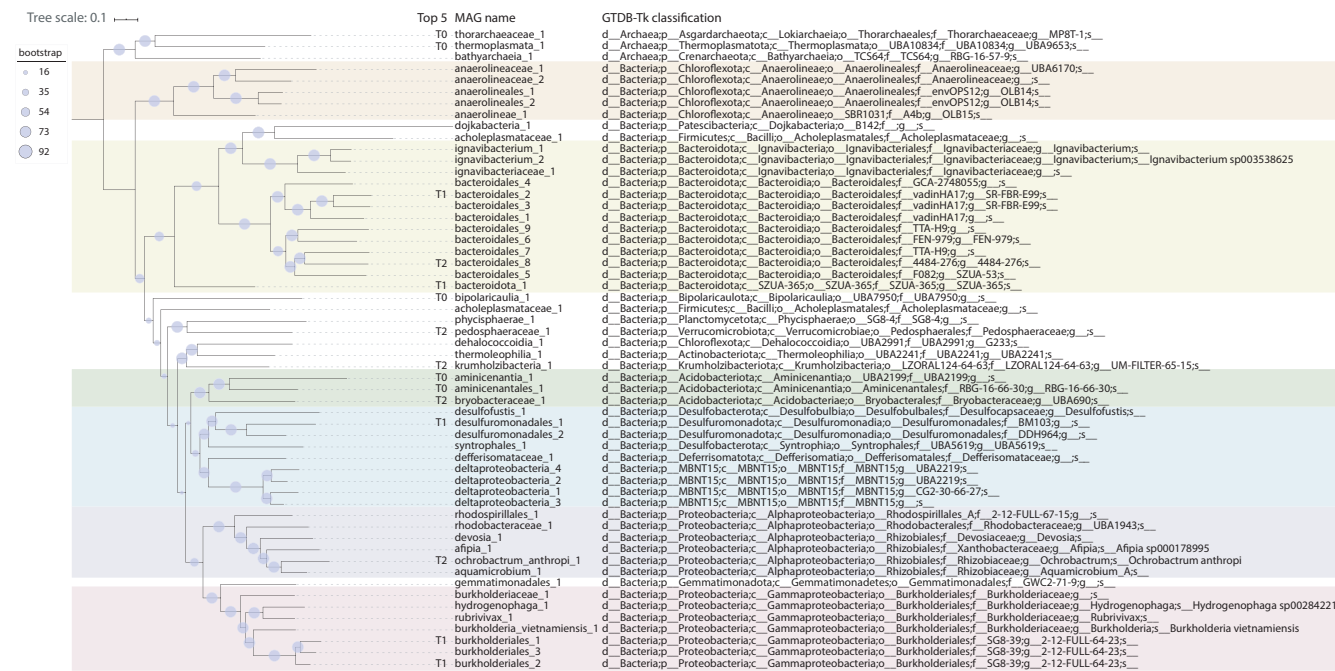 Tree scale: 0.1
Top 5 MAG name GTDB-Tk classification
bootstrap
16
35
54
73
92
T0 thorarchaeaceae_1 d__Archaea;p__Asgardarchaeota;c__Lokiarchaeia;o__Thorarchaeales;f__Thorarchaeaceae;g__MP8T-1;s__
T0 thermoplasmata_1 d__Archaea;p__Thermoplasmatota;c__Thermoplasmata;o__UBA10834;f__UBA10834;g__UBA9653;s__
bathyarchaeia_1 d__Archaea;p__Crenarchaeota;c__Bathyarchaeia;o__TCS64;f__TCS64;g__RBG-16-57-9;s__
anaerolineaceae_1 d__Bacteria;p__Chloroflexota;c__Anaerolineae;o__Anaerolineales;f__Anaerolineaceae;g__UBA6170;s__
anaerolineaceae_2 d__Bacteria;p__Chloroflexota;c__Anaerolineae;o__Anaerolineales;f__Anaerolineaceae;g__;s__
anaerolineales_1 d__Bacteria;p__Chloroflexota;c__Anaerolineae;o__Anaerolineales;f__envOPS12;g__OLB14;s__
anaerolineales_2 d__Bacteria;p__Chloroflexota;c__Anaerolineae;o__Anaerolineales;f__envOPS12;g__OLB14;s__
anaerolineae_1 d__Bacteria;p__Chloroflexota;c__Anaerolineae;o__SBR1031;f__A4b;g__OLB15;s__
dojkabacteria_1 d__Bacteria;p__Patescibacteria;c__Dojkabacteria;o__B142;f__;g__;s__
acholeplasmataceae_1 d__Bacteria;p__Firmicutes;c__Bacilli;o__Acholeplasmatales;f__Acholeplasmataceae;g__;s__
ignavibacterium_1 d__Bacteria;p__Bacteroidota;c__Ignavibacteria;o__Ignavibacteriales;f__Ignavibacteriaceae;g__Ignavibacterium;s__
ignavibacterium_2 d__Bacteria;p__Bacteroidota;c__Ignavibacteria;o__Ignavibacteriales;f__Ignavibacteriaceae;g__Ignavibacterium;s__Ignavibacterium sp003538625
ignavibacteriaceae_1 d__Bacteria;p__Bacteroidota;c__Ignavibacteria;o__Ignavibacteriales;f__Ignavibacteriaceae;g__;s__
bacteroidales_4 d__Bacteria;p__Bacteroidota;c__Bacteroidia;o__Bacteroidales;f__GCA-2748055;g__;s__
T1 bacteroidales_2 d__Bacteria;p__Bacteroidota;c__Bacteroidia;o__Bacteroidales;f__vadinHA17;g__SR-FBR-E99;s__
bacteroidales_3 d__Bacteria;p__Bacteroidota;c__Bacteroidia;o__Bacteroidales;f__vadinHA17;g__SR-FBR-E99;s__
bacteroidales_1 d__Bacteria;p__Bacteroidota;c__Bacteroidia;o__Bacteroidales;f__vadinHA17;g__;s__
bacteroidales_9 d__Bacteria;p__Bacteroidota;c__Bacteroidia;o__Bacteroidales;f__TTA-H9;g__;s__
bacteroidales_6 d__Bacteria;p__Bacteroidota;c__Bacteroidia;o__Bacteroidales;f__FEN-979;g__FEN-979;s__
bacteroidales_7 d__Bacteria;p__Bacteroidota;c__Bacteroidia;o__Bacteroidales;f__TTA-H9;g__;s__
T2 bacteroidales_8 d__Bacteria;p__Bacteroidota;c__Bacteroidia;o__Bacteroidales;f__4484-276;g__4484-276;s__
bacteroidales_5 d__Bacteria;p__Bacteroidota;c__Bacteroidia;o__Bacteroidales;f__F082;g__SZUA-53;s__
T1 bacteroidota_1 d__Bacteria;p__Bacteroidota;c__SZUA-365;o__SZUA-365;f__SZUA-365;g__SZUA-365;s__
T0 bipolaricaulia_1 d__Bacteria;p__Bipolaricaulota;c__Bipolaricaulia;o__UBA7950;f__UBA7950;g__;s__
acholeplasmataceae_1 d__Bacteria;p__Firmicutes;c__Bacilli;o__Acholeplasmatales;f__Acholeplasmataceae;g__;s__
phycisphaerae_1 d__Bacteria;p__Planctomycetota;c__Phycisphaerae;o__SG8-4;f__SG8-4;g__;s__
T2 pedosphaeraceae_1 d__Bacteria;p__Verrucomicrobiota;c__Verrucomicrobiae;o__Pedosphaerales;f__Pedosphaeraceae;g__;s__
dehalococcoidia_1 d__Bacteria;p__Chloroflexota;c__Dehalococcoidia;o__UBA2991;f__UBA2991;g__G233;s__
thermoleophilia_1 d__Bacteria;p__Actinobacteriota;c__Thermoleophilia;o__UBA2241;f__UBA2241;g__UBA2241;s__
T2 krumholzibacteria_1 d__Bacteria;p__Krumholzibacteriota;c__Krumholzibacteria;o__LZORAL124-64-63;f__LZORAL124-64-63;g__UM-FILTER-65-15;s__
T0 aminicenantia_1 d__Bacteria;p__Acidobacteriota;c__Aminicenantia;o__UBA2199;f__UBA2199;g__;s__
T0 aminicenantales_1 d__Bacteria;p__Acidobacteriota;c__Aminicenantia;o__Aminicenantales;f__RBG-16-66-30;g__RBG-16-66-30;s__
T2 bryobacteraceae_1 d__Bacteria;p__Acidobacteriota;c__Acidobacteriae;o__Bryobacterales;f__Bryobacteraceae;g__UBA690;s__
desulfofustis_1 d__Bacteria;p__Desulfobacterota;c__Desulfobulbia;o__Desulfobulbales;f__Desulfocapsaceae;g__Desulfofustis;s__
T1 desulfuromonadales_1 d__Bacteria;p__Desulfuromonadota;c__Desulfuromonadia;o__Desulfuromonadales;f__BM103;g__;s__
desulfuromonadales_2 d__Bacteria;p__Desulfuromonadota;c__Desulfuromonadia;o__Desulfuromonadales;f__DDH964;g__;s__
syntrophales_1 d__Bacteria;p__Desulfobacterota;c__Syntrophia;o__Syntrophales;f__UBA5619;g__UBA5619;s__
defferisomataceae_1 d__Bacteria;p__Deferrisomatota;c__Defferisomatia;o__Defferisomatales;f__Defferisomataceae;g__;s__
deltaproteobacteria_4 d__Bacteria;p__MBNT15;c__MBNT15;o__MBNT15;f__MBNT15;g__UBA2219;s__
deltaproteobacteria_2 d__Bacteria;p__MBNT15;c__MBNT15;o__MBNT15;f__MBNT15;g__UBA2219;s__
deltaproteobacteria_1 d__Bacteria;p__MBNT15;c__MBNT15;o__MBNT15;f__MBNT15;g__CG2-30-66-27;s__
deltaproteobacteria_3 d__Bacteria;p__MBNT15;c__MBNT15;o__MBNT15;f__MBNT15;g__;s__
rhodospirillales_1 d__Bacteria;p__Proteobacteria;c__Alphaproteobacteria;o__Rhodospirillales_A;f__2-12-FULL-67-15;g__;s__
rhodobacteraceae_1 d__Bacteria;p__Proteobacteria;c__Alphaproteobacteria;o__Rhodobacterales;f__Rhodobacteraceae;g__UBA1943;s__
devosia_1 d__Bacteria;p__Proteobacteria;c__Alphaproteobacteria;o__Rhizobiales;f__Devosiaceae;g__Devosia;s__
afipia_1 d__Bacteria;p__Proteobacteria;c__Alphaproteobacteria;o__Rhizobiales;f__Xanthobacteraceae;g__Afipia;s__Afipia sp000178995
T2 ochrobactrum_anthropi_1 d__Bacteria;p__Proteobacteria;c__Alphaproteobacteria;o__Rhizobiales;f__Rhizobiaceae;g__Ochrobactrum;s__Ochrobactrum anthropi
aquamicrobium_1 d__Bacteria;p__Proteobacteria;c__Alphaproteobacteria;o__Rhizobiales;f__Rhizobiaceae;g__Aquamicrobium_A;s__
gemmatimonadales_1 d__Bacteria;p__Gemmatimonadota;c__Gemmatimonadetes;o__Gemmatimonadales;f__GWC2-71-9;g__;s__
burkholderiaceae_1 d__Bacteria;p__Proteobacteria;c__Gammaproteobacteria;o__Burkholderiales;f__Burkholderiaceae;g__;s__
hydrogenophaga_1 d__Bacteria;p__Proteobacteria;c__Gammaproteobacteria;o__Burkholderiales;f__Burkholderiaceae;g__Hydrogenophaga;s__Hydrogenophaga sp00284221
rubrivivax_1 d__Bacteria;p__Proteobacteria;c__Gammaproteobacteria;o__Burkholderiales;f__Burkholderiaceae;g__Rubrivivax;s__
burkholderia_vietnamiensis_1 d__Bacteria;p__Proteobacteria;c__Gammaproteobacteria;o__Burkholderiales;f__Burkholderiaceae;g__Burkholderia;s__Burkholderia vietnamiensis
T1 burkholderiales_1 d__Bacteria;p__Proteobacteria;c__Gammaproteobacteria;o__Burkholderiales;f__SG8-39;g__2-12-FULL-64-23;s__
burkholderiales_3 d__Bacteria;p__Proteobacteria;c__Gammaproteobacteria;o__Burkholderiales;f__SG8-39;g__2-12-FULL-64-23;s__
T1 burkholderiales_2 d__Bacteria;p__Proteobacteria;c__Gammaproteobacteria;o__Burkholderiales;f__SG8-39;g__2-12-FULL-64-23;s__